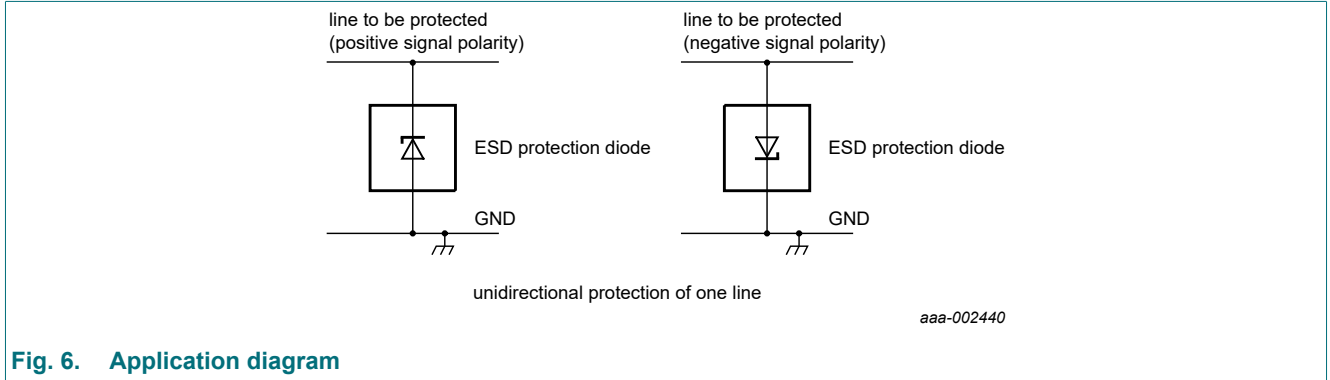 line to be protected
(positive signal polarity)
ESD protection diode
GND
line to be protected
(negative signal polarity)
ESD protection diode
GND
unidirectional protection of one line
aaa-002440
Fig. 6. Application diagram